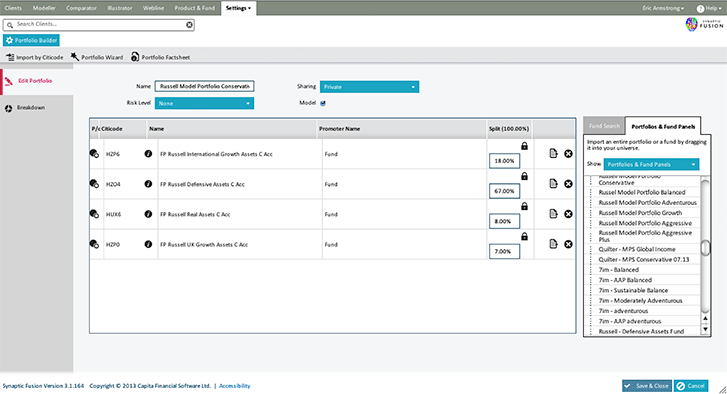 Clients Modeller Comparator Illustrator Webline Product & Fund Settings Eric Armstrong Help
Search Clients...
SYNAPTIC FUSION
Portfolio Builder
Import by Citicode Portfolio Wizard Portfolio Factsheet
Edit Portfolio
Breakdown
Name Russell Model Portfolio Conservativ
Sharing Private
Risk Level None
Model
P/c Citicode Name Promoter Name Split (100.00%)
HZP6 FP Russell International Growth Assets C Acc Fund 18.00%
HZO4 FP Russell Defensive Assets C Acc Fund 67.00%
HUX6 FP Russell Real Assets C Acc Fund 8.00%
HZP0 FP Russell UK Growth Assets C Acc Fund 7.00%
Fund Search Portfolios & Fund Panels
Import an entire portfolio or a fund by dragging
it into your universe.
Show Portfolios & Fund Panels
Russell Model Portfolio
Conservative
Russel Model Portfolio Balanced
Russell Model Portfolio Adventurous
Russell Model Portfolio Growth
Russell Model Portfolio Aggressive
Russell Model Portfolio Aggressive
Plus
Quilter - MPS Global Income
Quilter - MPS Conservative 07.13
7im - Balanced
7im - AAP Balanced
7im - Sustainable Balance
7im - Moderately Adventurous
7im - adventurous
7im - AAP adventurous
Russell - Defensive Assets Fund
Synaptic Fusion Version 3.1.164 Copyright © 2013 Capita Financial Software Ltd. | Accessibility
Save & Close Cancel